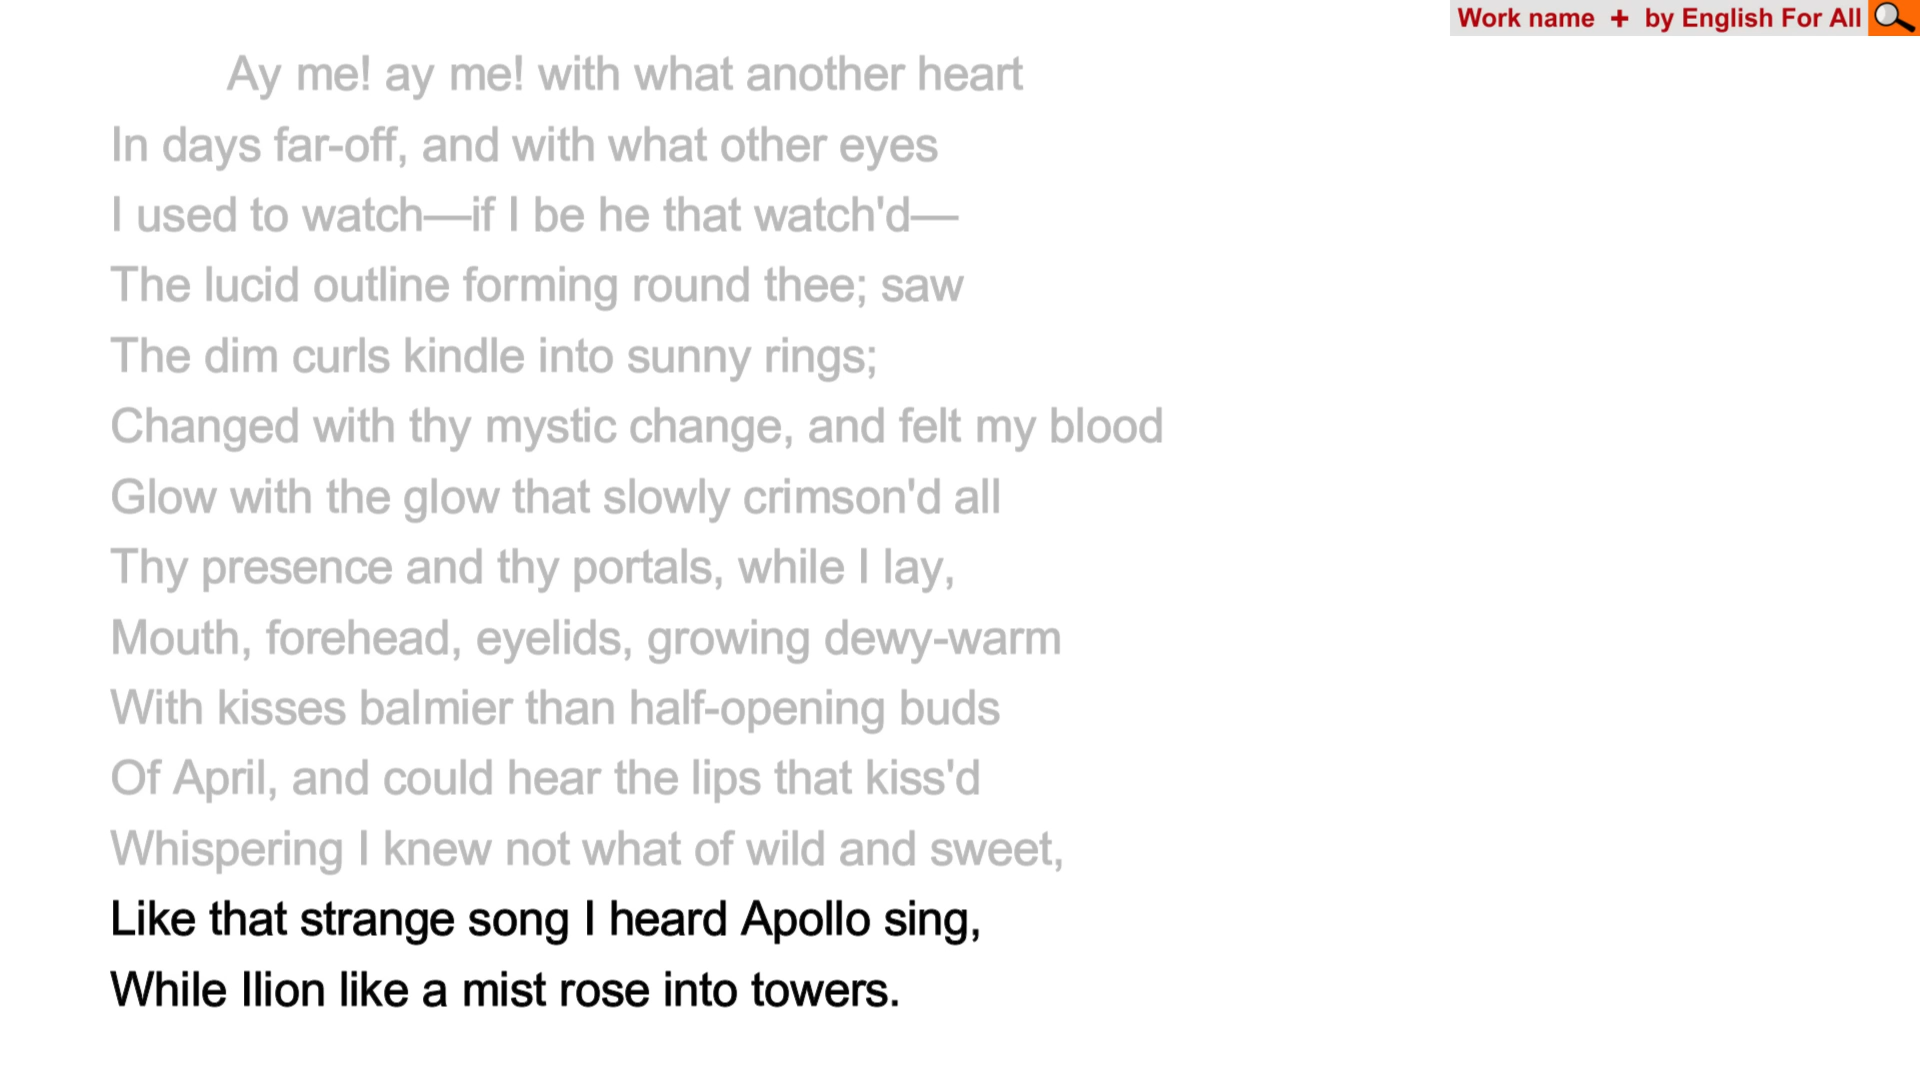 Work name + by English For All
Ay me! ay me! with what another heart
In days far-off, and with what other eyes
I used to watch—if I be he that watch'd—
The lucid outline forming round thee; saw
The dim curls kindle into sunny rings;
Changed with thy mystic change, and felt my blood
Glow with the glow that slowly crimson'd all
Thy presence and thy portals, while I lay,
Mouth, forehead, eyelids, growing dewy-warm
With kisses balmier than half-opening buds
Of April, and could hear the lips that kiss'd
Whispering I knew not what of wild and sweet,
Like that strange song I heard Apollo sing,
While Ilion like a mist rose into towers.